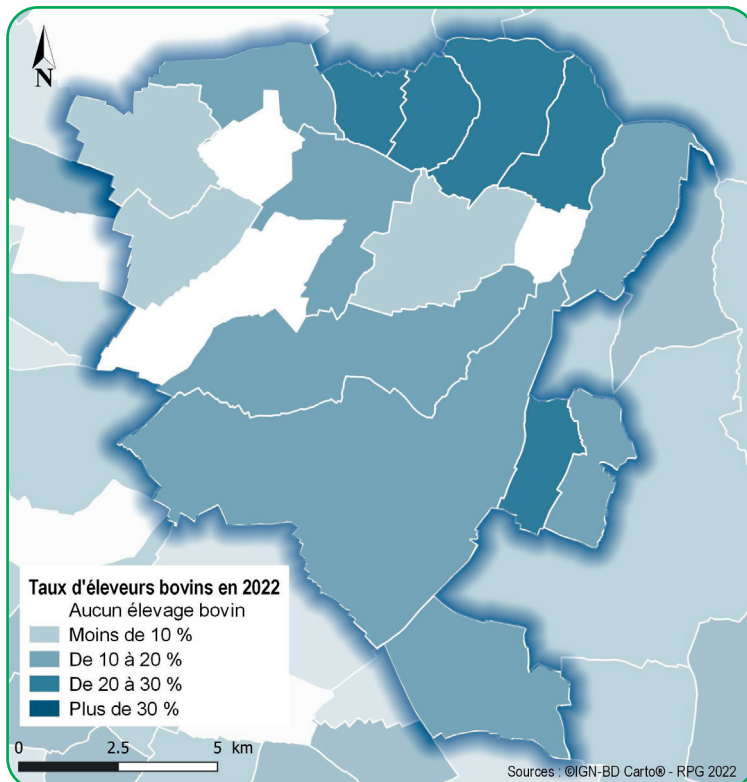 N
Taux d'éleveurs bovins en 2022
Aucun élevage bovin
Moins de 10 %
De 10 à 20 %
De 20 à 30 %
Plus de 30 %
0 2.5 5 km
Sources : ©IGN-BD Carto® - RPG 2022